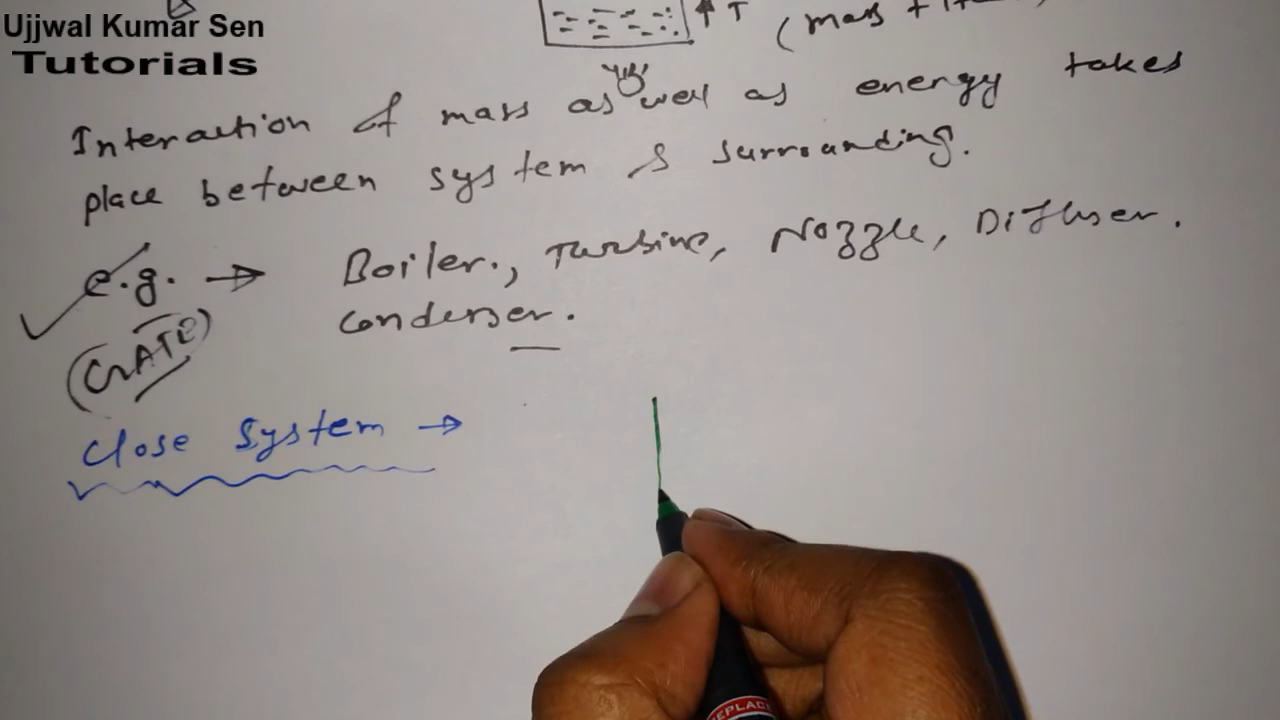 Ujjwal Kumar Sen
Tutorials
T (mass +
Interaction of mass as well as energy takes
place between system & surrounding.
e.g. → Boiler., Turbine, Nozzle, Diffuser.
condenser.
(GATE)
Close System →
REPLAC